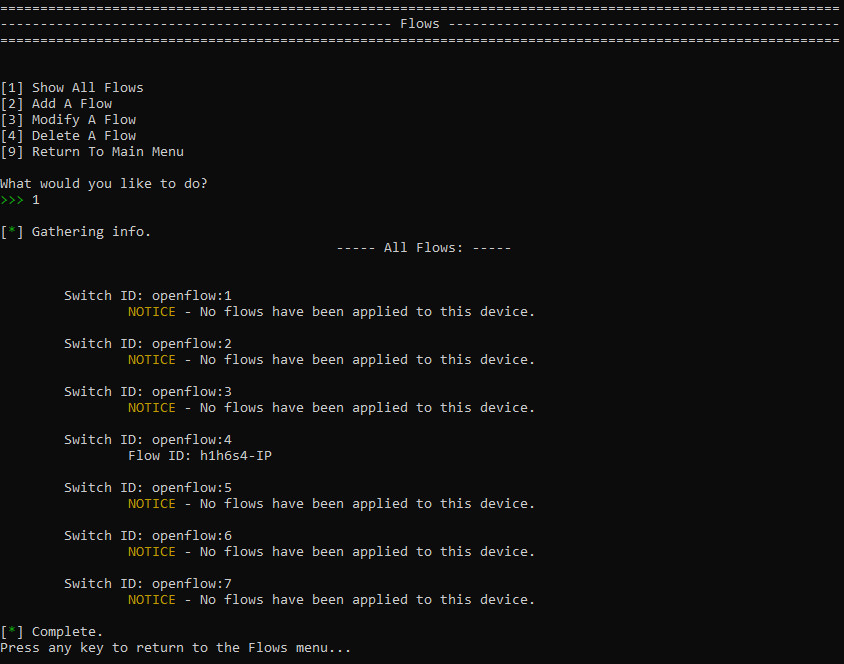 =========================================================================================================
------------------------------------------------- Flows -------------------------------------------------
=========================================================================================================
[1] Show All Flows
[2] Add A Flow
[3] Modify A Flow
[4] Delete A Flow
[9] Return To Main Menu
What would you like to do?
>>> 1
[*] Gathering info.
----- All Flows: -----
Switch ID: openflow:1
NOTICE - No flows have been applied to this device.
Switch ID: openflow:2
NOTICE - No flows have been applied to this device.
Switch ID: openflow:3
NOTICE - No flows have been applied to this device.
Switch ID: openflow:4
Flow ID: h1h6s4-IP
Switch ID: openflow:5
NOTICE - No flows have been applied to this device.
Switch ID: openflow:6
NOTICE - No flows have been applied to this device.
Switch ID: openflow:7
NOTICE - No flows have been applied to this device.
[*] Complete.
Press any key to return to the Flows menu...